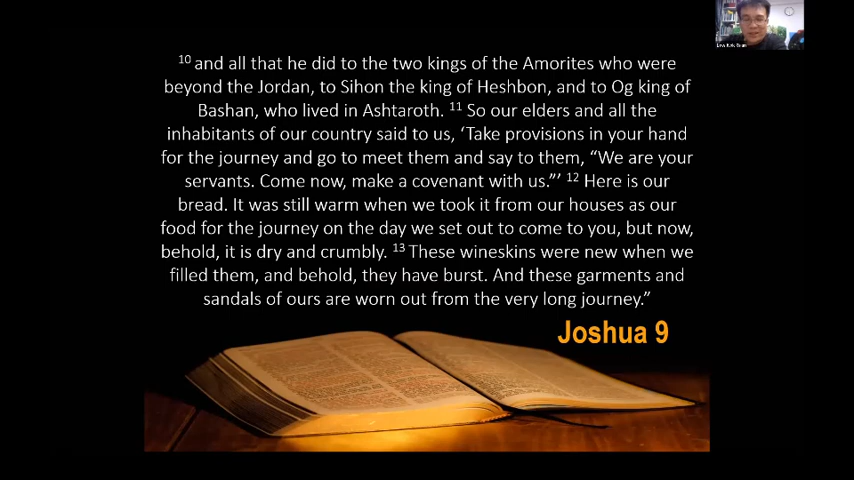 10 and all that he did to the two kings of the Amorites who were
beyond the Jordan, to Sihon the king of Heshbon, and to Og king of
Bashan, who lived in Ashtaroth. 11 So our elders and all the
inhabitants of our country said to us, ‘Take provisions in your hand
for the journey and go to meet them and say to them, “We are your
servants. Come now, make a covenant with us.”’ 12 Here is our
bread. It was still warm when we took it from our houses as our
food for the journey on the day we set out to come to you, but now,
behold, it is dry and crumbly. 13 These wineskins were new when we
filled them, and behold, they have burst. And these garments and
sandals of ours are worn out from the very long journey.”
Joshua 9